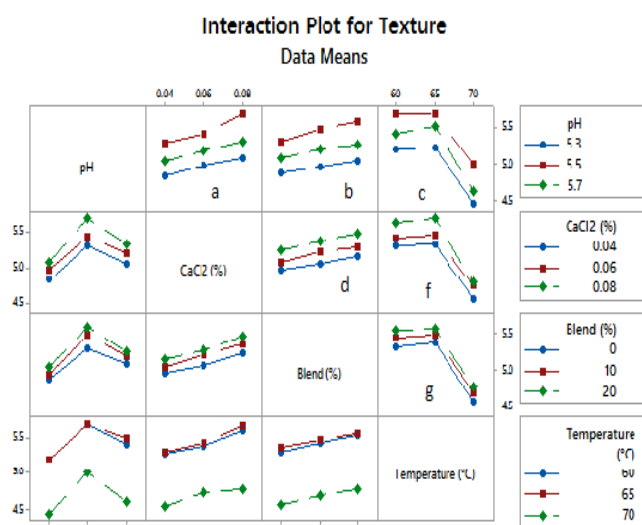 Interaction Plot for Texture
Data Means
0.04 0.06 0.08 60 65 70
pH
a
b
c
5.5
5.0
4.5
pH
5.3
5.5
5.7
5.5
5.0
4.5
CaCl2 (%)
d
f
CaCl2 (%)
0.04
0.06
0.08
Blend (%)
g
5.5
5.0
4.5
Blend (%)
0
10
20
5.5
5.0
4.5
Temperature (°C)
Temperature
(°C)
60
65
70